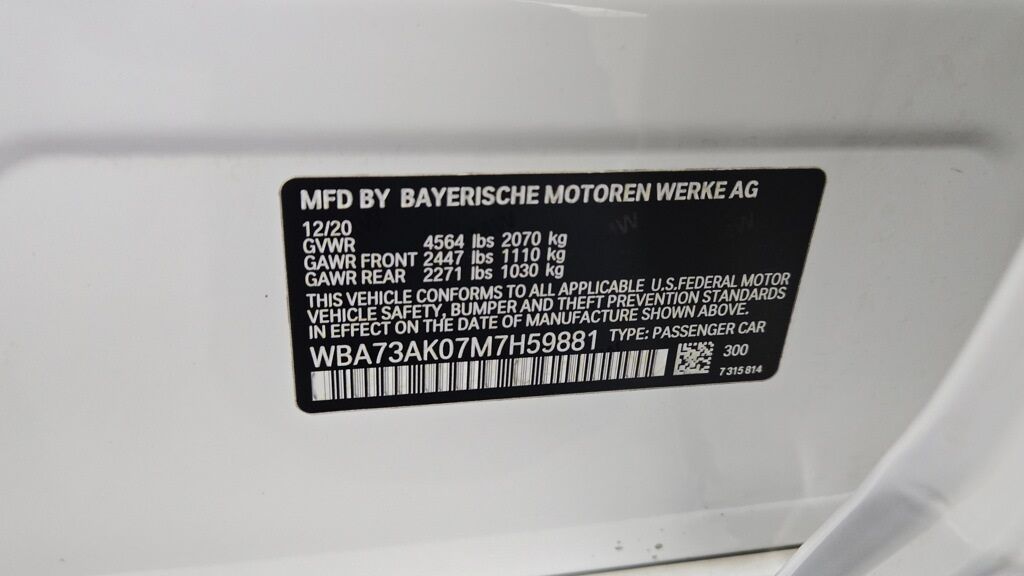 MFD BY BAYERISCHE MOTOREN WERKE AG
12/20
GVWR 4564 lbs 2070 kg
GAWR FRONT 2447 lbs 1110 kg
GAWR REAR 2271 lbs 1030 kg
THIS VEHICLE CONFORMS TO ALL APPLICABLE U.S.FEDERAL MOTOR
VEHICLE SAFETY, BUMPER AND THEFT PREVENTION STANDARDS
IN EFFECT ON THE DATE OF MANUFACTURE SHOWN ABOVE.
WBA73AK07M7H59881 TYPE: PASSENGER CAR
300
7 315 814